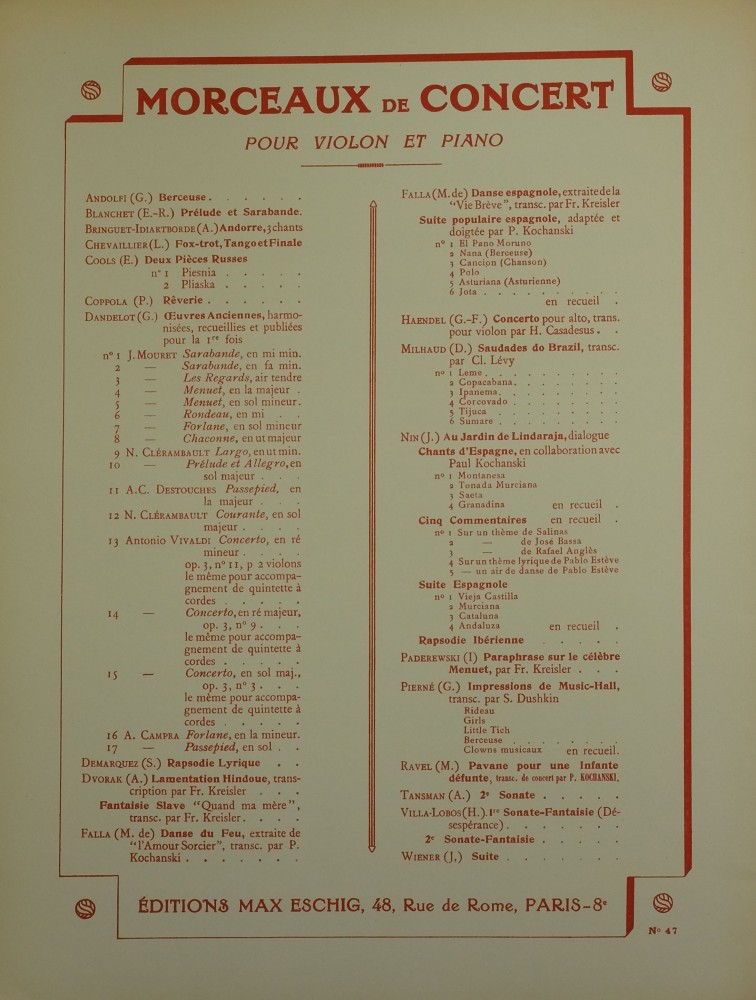 MORCEAUX DE CONCERT
POUR VIOLON ET PIANO
ANDOLFI (G.) Berceuse. . . . . .
BLANCHET (E.-R.) Prélude et Sarabande.
BRINGUET-IDIARTBORDE (A.) Andorre, 3 chants
CHEVAILLIER (L.) Fox-trot, Tango et Finale
COOLS (E.) Deux Pièces Russes
n° 1 Piesnia . . . . .
2 Pliaska . . . . .
COPPOLA (P.) Rêverie . . . . . .
DANDELOT (G.) Œuvres Anciennes, harmo-
nisées, recueillies et publiées
pour la 1re fois
n° 1 J. MOURET Sarabande, en mi min.
2 — Sarabande, en fa min.
3 — Les Regards, air tendre
4 — Menuet, en la majeur .
5 — Menuet, en sol mineur.
6 — Rondeau, en mi . .
7 — Forlane, en sol mineur
8 — Chaconne, en ut majeur
9 N. CLÉRAMBAULT Largo, en ut min.
10 — Prélude et Allegro, en
sol majeur . . .
11 A.C. DESTOUCHES Passepied, en
la majeur . . .
12 N. CLÉRAMBAULT Courante, en sol
majeur . . . .
13 Antonio VIVALDI Concerto, en ré
mineur . . . .
op. 3, n° 11, p 2 violons
le même pour accompa-
gnement de quintette à
cordes . . . . .
14 — Concerto, en ré majeur,
op. 3, n° 9 . . .
le même pour accompa-
gnement de quintette à
cordes . . . . .
15 — Concerto, en sol maj.,
op. 3, n° 3 . . .
le même pour accompa-
gnement de quintette à
cordes . . . . .
16 A. CAMPRA Forlane, en la mineur.
17 — Passepied, en sol . .
DEMARQUEZ (S.) Rapsodie Lyrique . .
DVORAK (A.) Lamentation Hindoue, trans-
cription par Fr. Kreisler . . .
Fantaisie Slave "Quand ma mère",
transc. par Fr. Kreisler. . . .
FALLA (M. de) Danse du Feu, extraite de
"l'Amour Sorcier", transc. par P.
Kochanski . . . . . . .
FALLA (M. de) Danse espagnole, extraite de la
"Vie Brève", transc. par Fr. Kreisler
Suite populaire espagnole, adaptée et
doigtée par P. Kochanski
n° 1 El Pano Moruno
2 Nana (Berceuse)
3 Cancion (Chanson)
4 Polo
5 Asturiana (Asturienne)
6 Jota . . . . . . . . .
en recueil .
HAENDEL (G.-F.) Concerto pour alto, trans.
pour violon par H. Casadesus. .
MILHAUD (D.) Saudades do Brazil, transc.
par Cl. Lévy
n° 1 Leme. . . . . . . . .
2 Copacabana. . . . . . .
3 Ipanema. . . . . . . .
4 Corcovado . . . . . . .
5 Tijuca . . . . . . . .
6 Sumare . . . . . . . .
NIN (J.) Au Jardin de Lindaraja, dialogue
Chants d'Espagne, en collaboration avec
Paul Kochanski
n° 1 Montanesa
2 Tonada Murciana
3 Saeta
4 Granadina en recueil .
Cinq Commentaires en recueil .
n° 1 Sur un thème de Salinas
2 — de José Bassa
3 — de Rafael Anglès
4 Sur un thème lyrique de Pablo Estève
5 — un air de danse de Pablo Estève
Suite Espagnole
n° 1 Vieja Castilla
2 Murciana
3 Cataluna
4 Andaluza en recueil .
Rapsodie Ibérienne . . . . .
PADEREWSKI (I) Paraphrase sur le célèbre
Menuet, par Fr. Kreisler . . .
PIERNÉ (G.) Impressions de Music-Hall,
transc. par S. Dushkin
Rideau
Girls
Little Tich
Berceuse . . . . . . .
Clowns musicaux en recueil.
RAVEL (M.) Pavane pour une Infante
défunte, transc. de concert par P. KOCHANSKI.
TANSMAN (A.) 2e Sonate . . . . .
VILLA-LOBOS (H.) 1re Sonate-Fantaisie (Dé-
sespérance) . . . . . . .
2e Sonate-Fantaisie . . . . .
WIENER (J,) Suite . . . . . . .
ÉDITIONS MAX ESCHIG, 48, Rue de Rome, PARIS-8e
N° 47